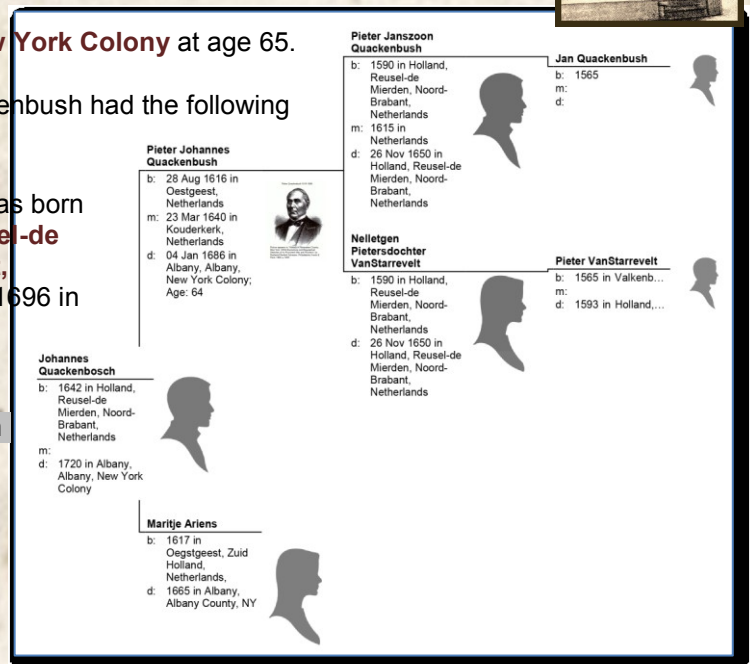 York Colony at age 65.
enbush had the following
as born
el-de
1696 in
Pieter Janszoon
Quackenbush
b: 1590 in Holland,
Reusel-de
Mierden, Noord-
Brabant,
Netherlands
m: 1615 in
Netherlands
d: 26 Nov 1650 in
Holland, Reusel-de
Mierden, Noord-
Brabant,
Netherlands
Jan Quackenbush
b: 1565
m:
d:
Pieter Johannes
Quackenbush
b: 28 Aug 1616 in
Oestgeest,
Netherlands
m: 23 Mar 1640 in
Kouderkerk,
Netherlands
d: 04 Jan 1686 in
Albany, Albany,
New York Colony;
Age: 64
Nelletgen
Pietersdochter
VanStarrevelt
b: 1590 in Holland,
Reusel-de
Mierden, Noord-
Brabant,
Netherlands
d: 26 Nov 1650 in
Holland, Reusel-de
Mierden, Noord-
Brabant,
Netherlands
Pieter VanStarrevelt
b: 1565 in Valkenb...
m:
d: 1593 in Holland,...
Johannes
Quackenbosch
b: 1642 in Holland,
Reusel-de
Mierden, Noord-
Brabant,
Netherlands
m:
d: 1720 in Albany,
Albany, New York
Colony
Maritje Ariens
b: 1617 in
Oegstgeest, Zuid
Holland,
Netherlands,
d: 1665 in Albany,
Albany County, NY